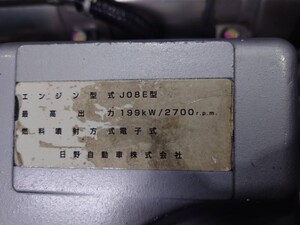 エンジン型式J08E型
最高出力199kW/2700r.p.m.
燃料噴射方式電子式
日野自動車株式会社